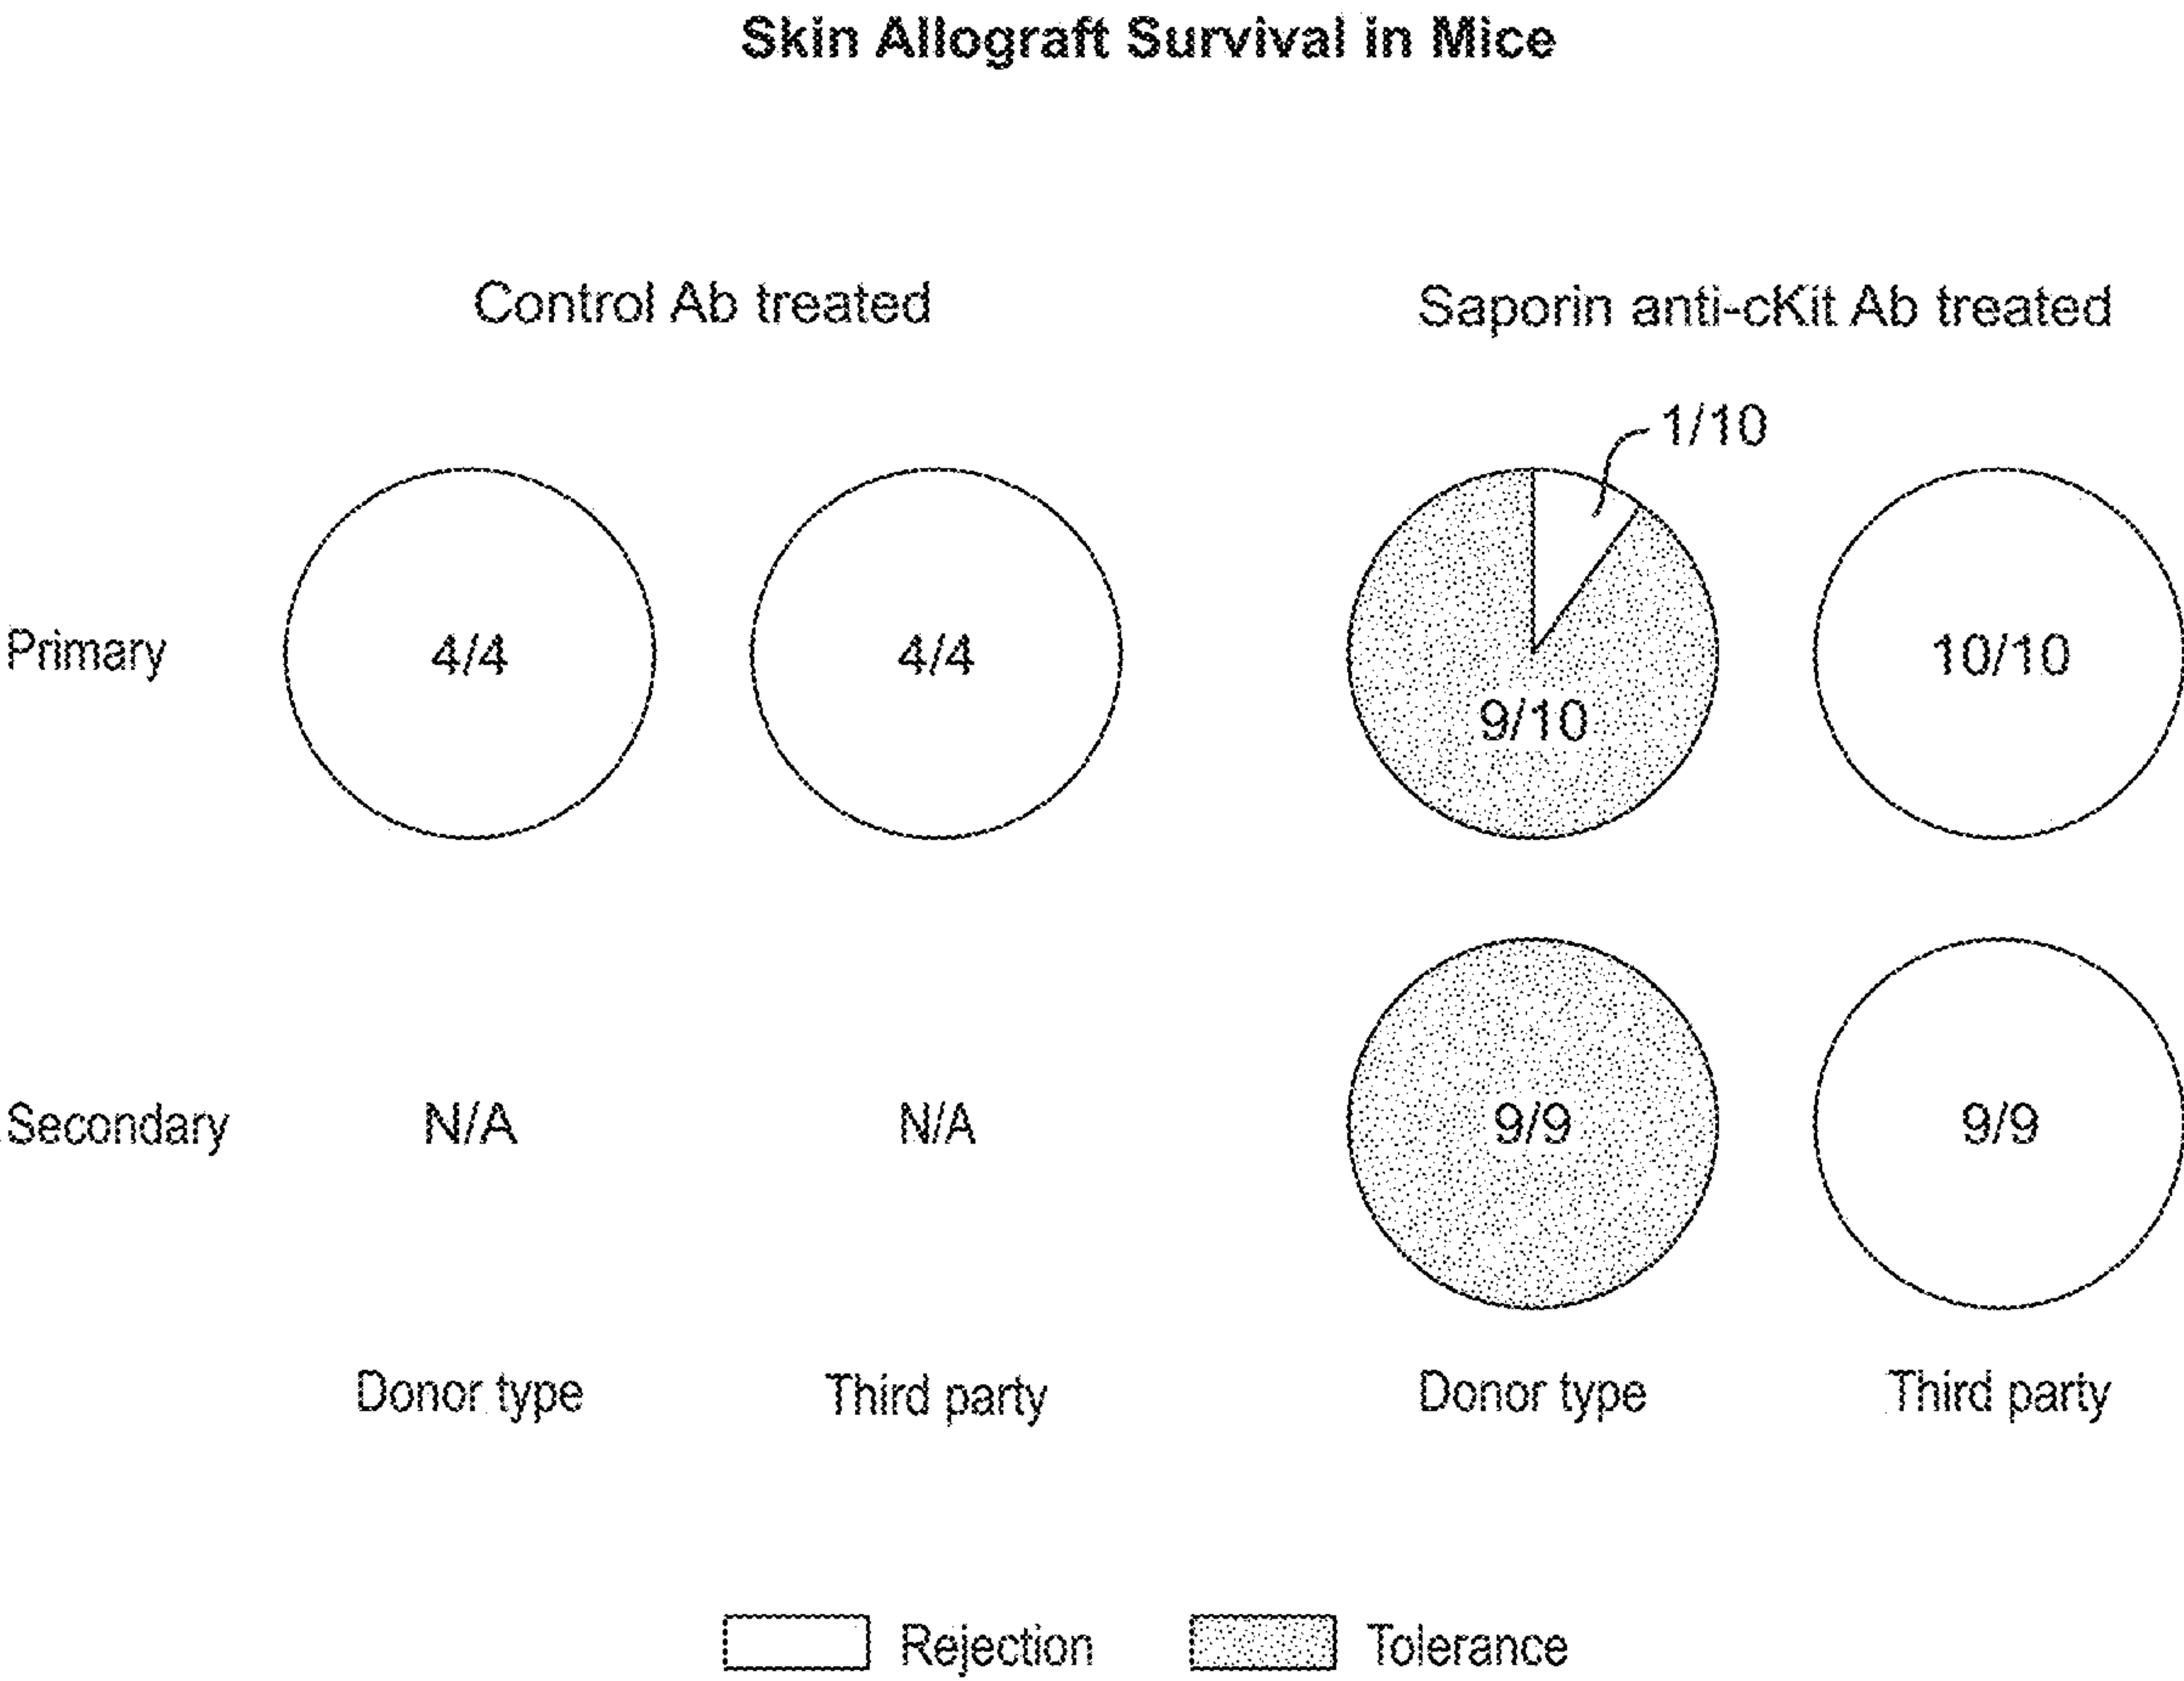 Skin Allograft Survival in Mice
Control Ab treated
Saporin anti-cKit Ab treated
1/10
Primary
4/4
4/4
9/10
10/10
Secondary
N/A
N/A
9/9
9/9
Donor type
Third party
Donor type
Third party
Rejection
Tolerance